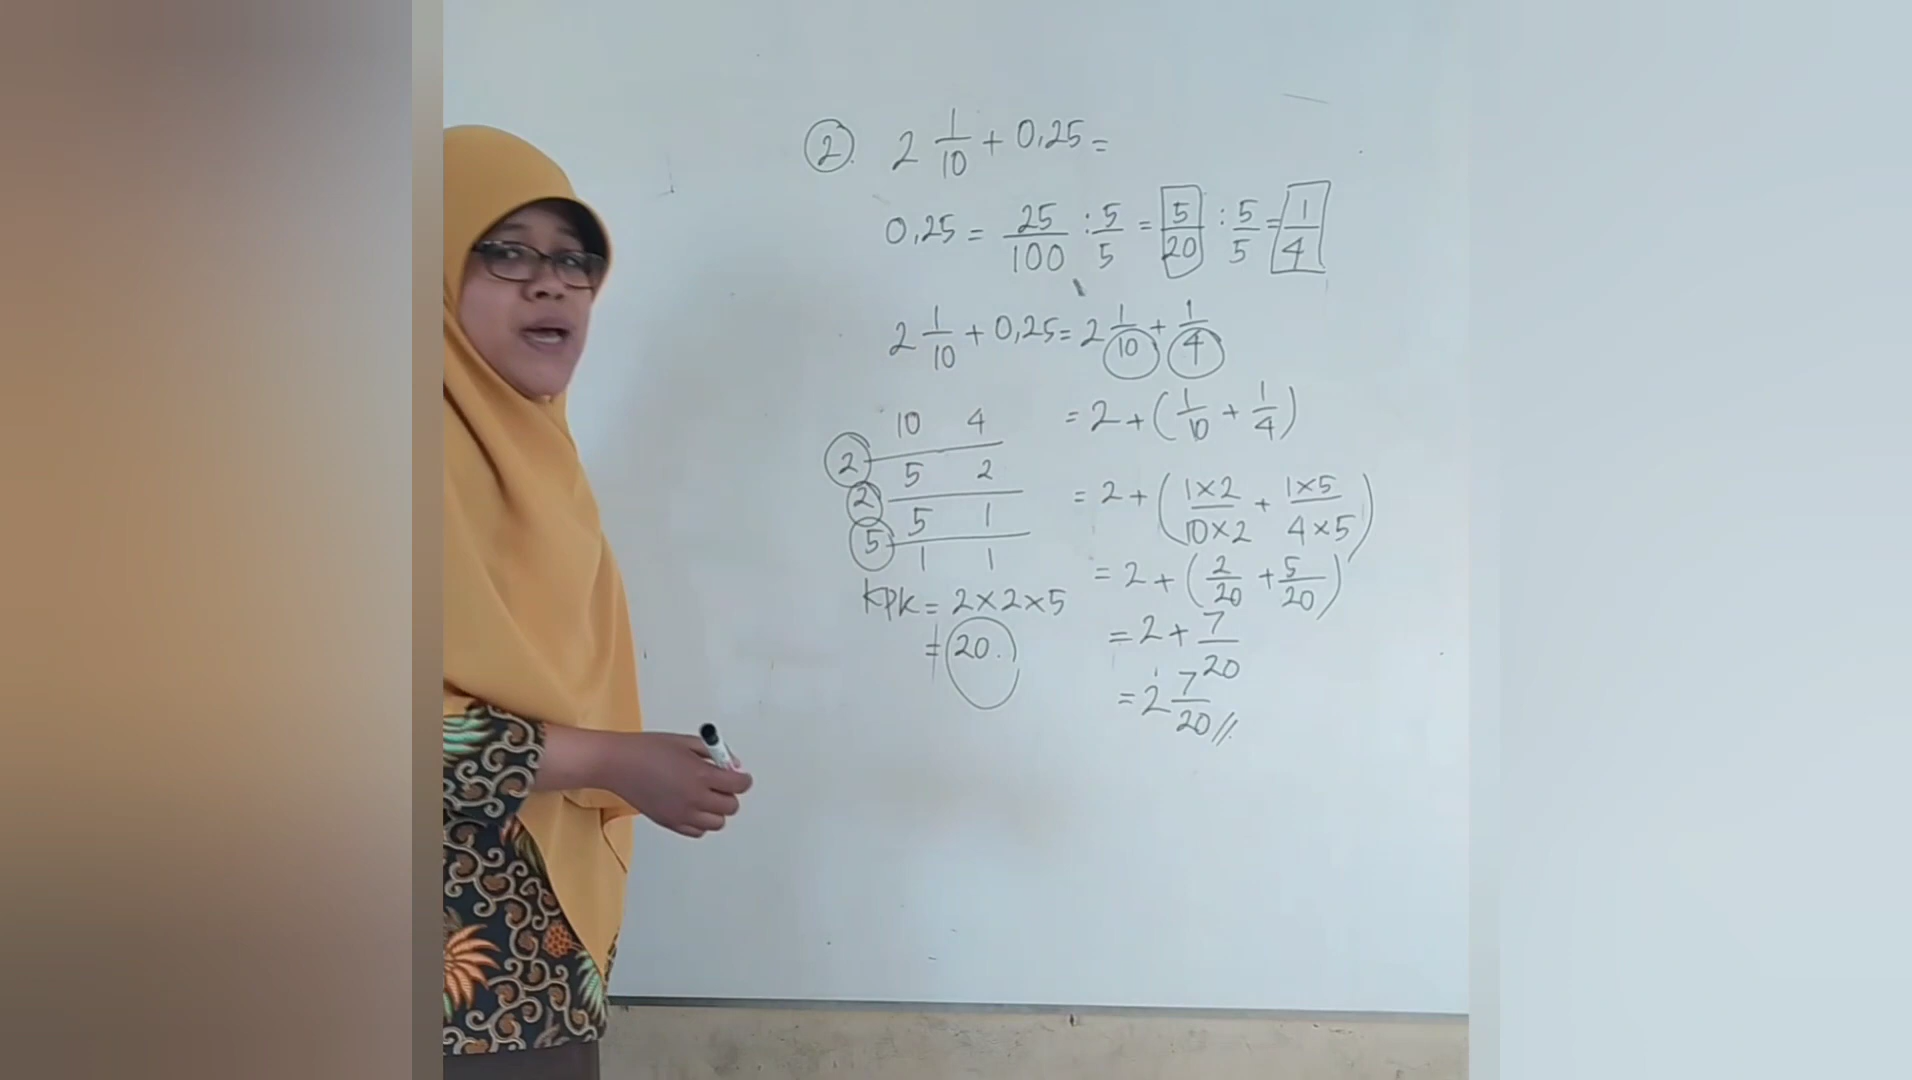 2. 2 1/10 + 0,25 =
0,25 = 25/100 : 5/5 = 5/20 : 5/5 = 1/4
2 1/10 + 0,25 = 2 1/10 + 1/4
10 4
2 5 2
2 5 1
5 1 1
KPK = 2 × 2 × 5
= 20
= 2 + (1/10 + 1/4)
= 2 + (1×2/10×2 + 1×5/4×5)
= 2 + (2/20 + 5/20)
= 2 + 7/20
= 2 7/20 //